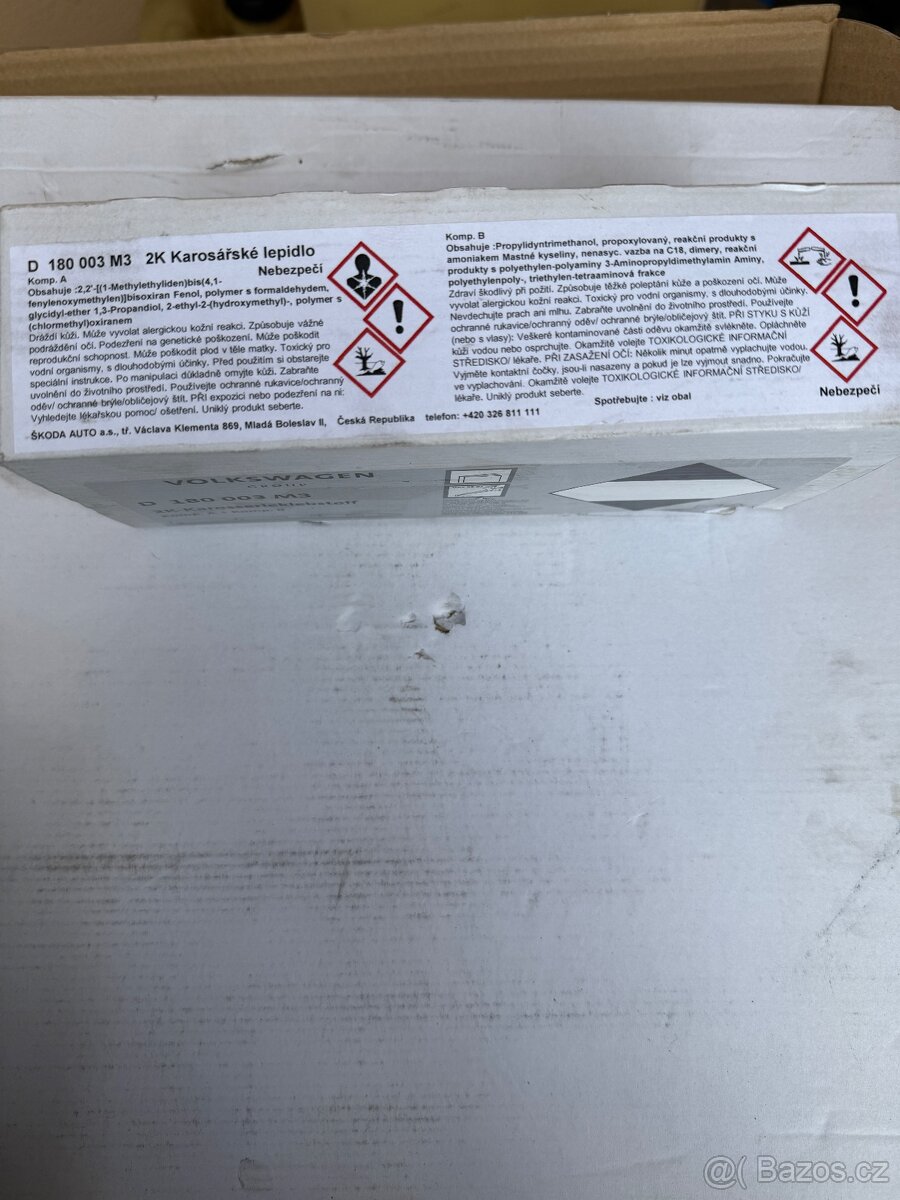 D 180 003 M3 2K Karosářské lepidlo
Nebezpečí
Komp. A
Obsahuje :2,2'-[(1-Methylethyliden)bis(4,1-
fenylenoxymethylen)]bisoxiran Fenol, polymer s formaldehydem,
glycidyl-ether 1,3-Propandiol, 2-ethyl-2-(hydroxymethyl)-, polymer s
(chlormethyl)oxiranem
Dráždí kůži. Může vyvolat alergickou kožní reakci. Způsobuje vážné
podráždění očí. Podezření na genetické poškození. Může poškodit
reprodukční schopnost. Může poškodit plod v těle matky. Toxický pro
vodní organismy, s dlouhodobými účinky. Před použitím si obstarejte
speciální instrukce. Po manipulaci důkladně omyjte kůži. Zabraňte
uvolnění do životního prostředí. Používejte ochranné rukavice/ochranný
oděv/ ochranné brýle/obličejový štít. PŘI expozici nebo podezření na ni:
Vyhledejte lékařskou pomoc/ ošetření. Uniklý produkt seberte.
Komp. B
Obsahuje :Propylidyntrimethanol, propoxylovaný, reakční produkty s
amoniakem Mastné kyseliny, nenasyc. vazba na C18, dimery, reakční
produkty s polyethylen-polyaminy 3-Aminopropyldimethylamin Aminy,
polyethylenpoly-, triethylen-tetraaminová frakce
Zdraví škodlivý při požití. Způsobuje těžké poleptání kůže a poškození očí. Může
vyvolat alergickou kožní reakci. Toxický pro vodní organismy, s dlouhodobými účinky.
Nevdechujte prach ani mlhu. Zabraňte uvolnění do životního prostředí. Používejte
ochranné rukavice/ochranný oděv/ ochranné brýle/obličejový štít. PŘI STYKU S KŮŽÍ
(nebo s vlasy): Veškeré kontaminované části oděvu okamžitě svlékněte. Opláchněte
kůži vodou nebo osprchujte. Okamžitě volejte TOXIKOLOGICKÉ INFORMAČNÍ
STŘEDISKO/ lékaře. PŘI ZASAŽENÍ OČÍ: Několik minut opatrně vyplachujte vodou.
Vyjměte kontaktní čočky, jsou-li nasazeny a pokud je lze vyjmout snadno. Pokračujte
ve vyplachování. Okamžitě volejte TOXIKOLOGICKÉ INFORMAČNÍ STŘEDISKO/
lékaře. Uniklý produkt seberte.
Spotřebujte : viz obal
Nebezpečí
ŠKODA AUTO a.s., tř. Václava Klementa 869, Mladá Boleslav II, Česká Republika telefon: +420 326 811 111
VOLKSWAGEN
GROUP
D 180 003 M3
2K-Karosserieklebstoff
@( Bazos.cz